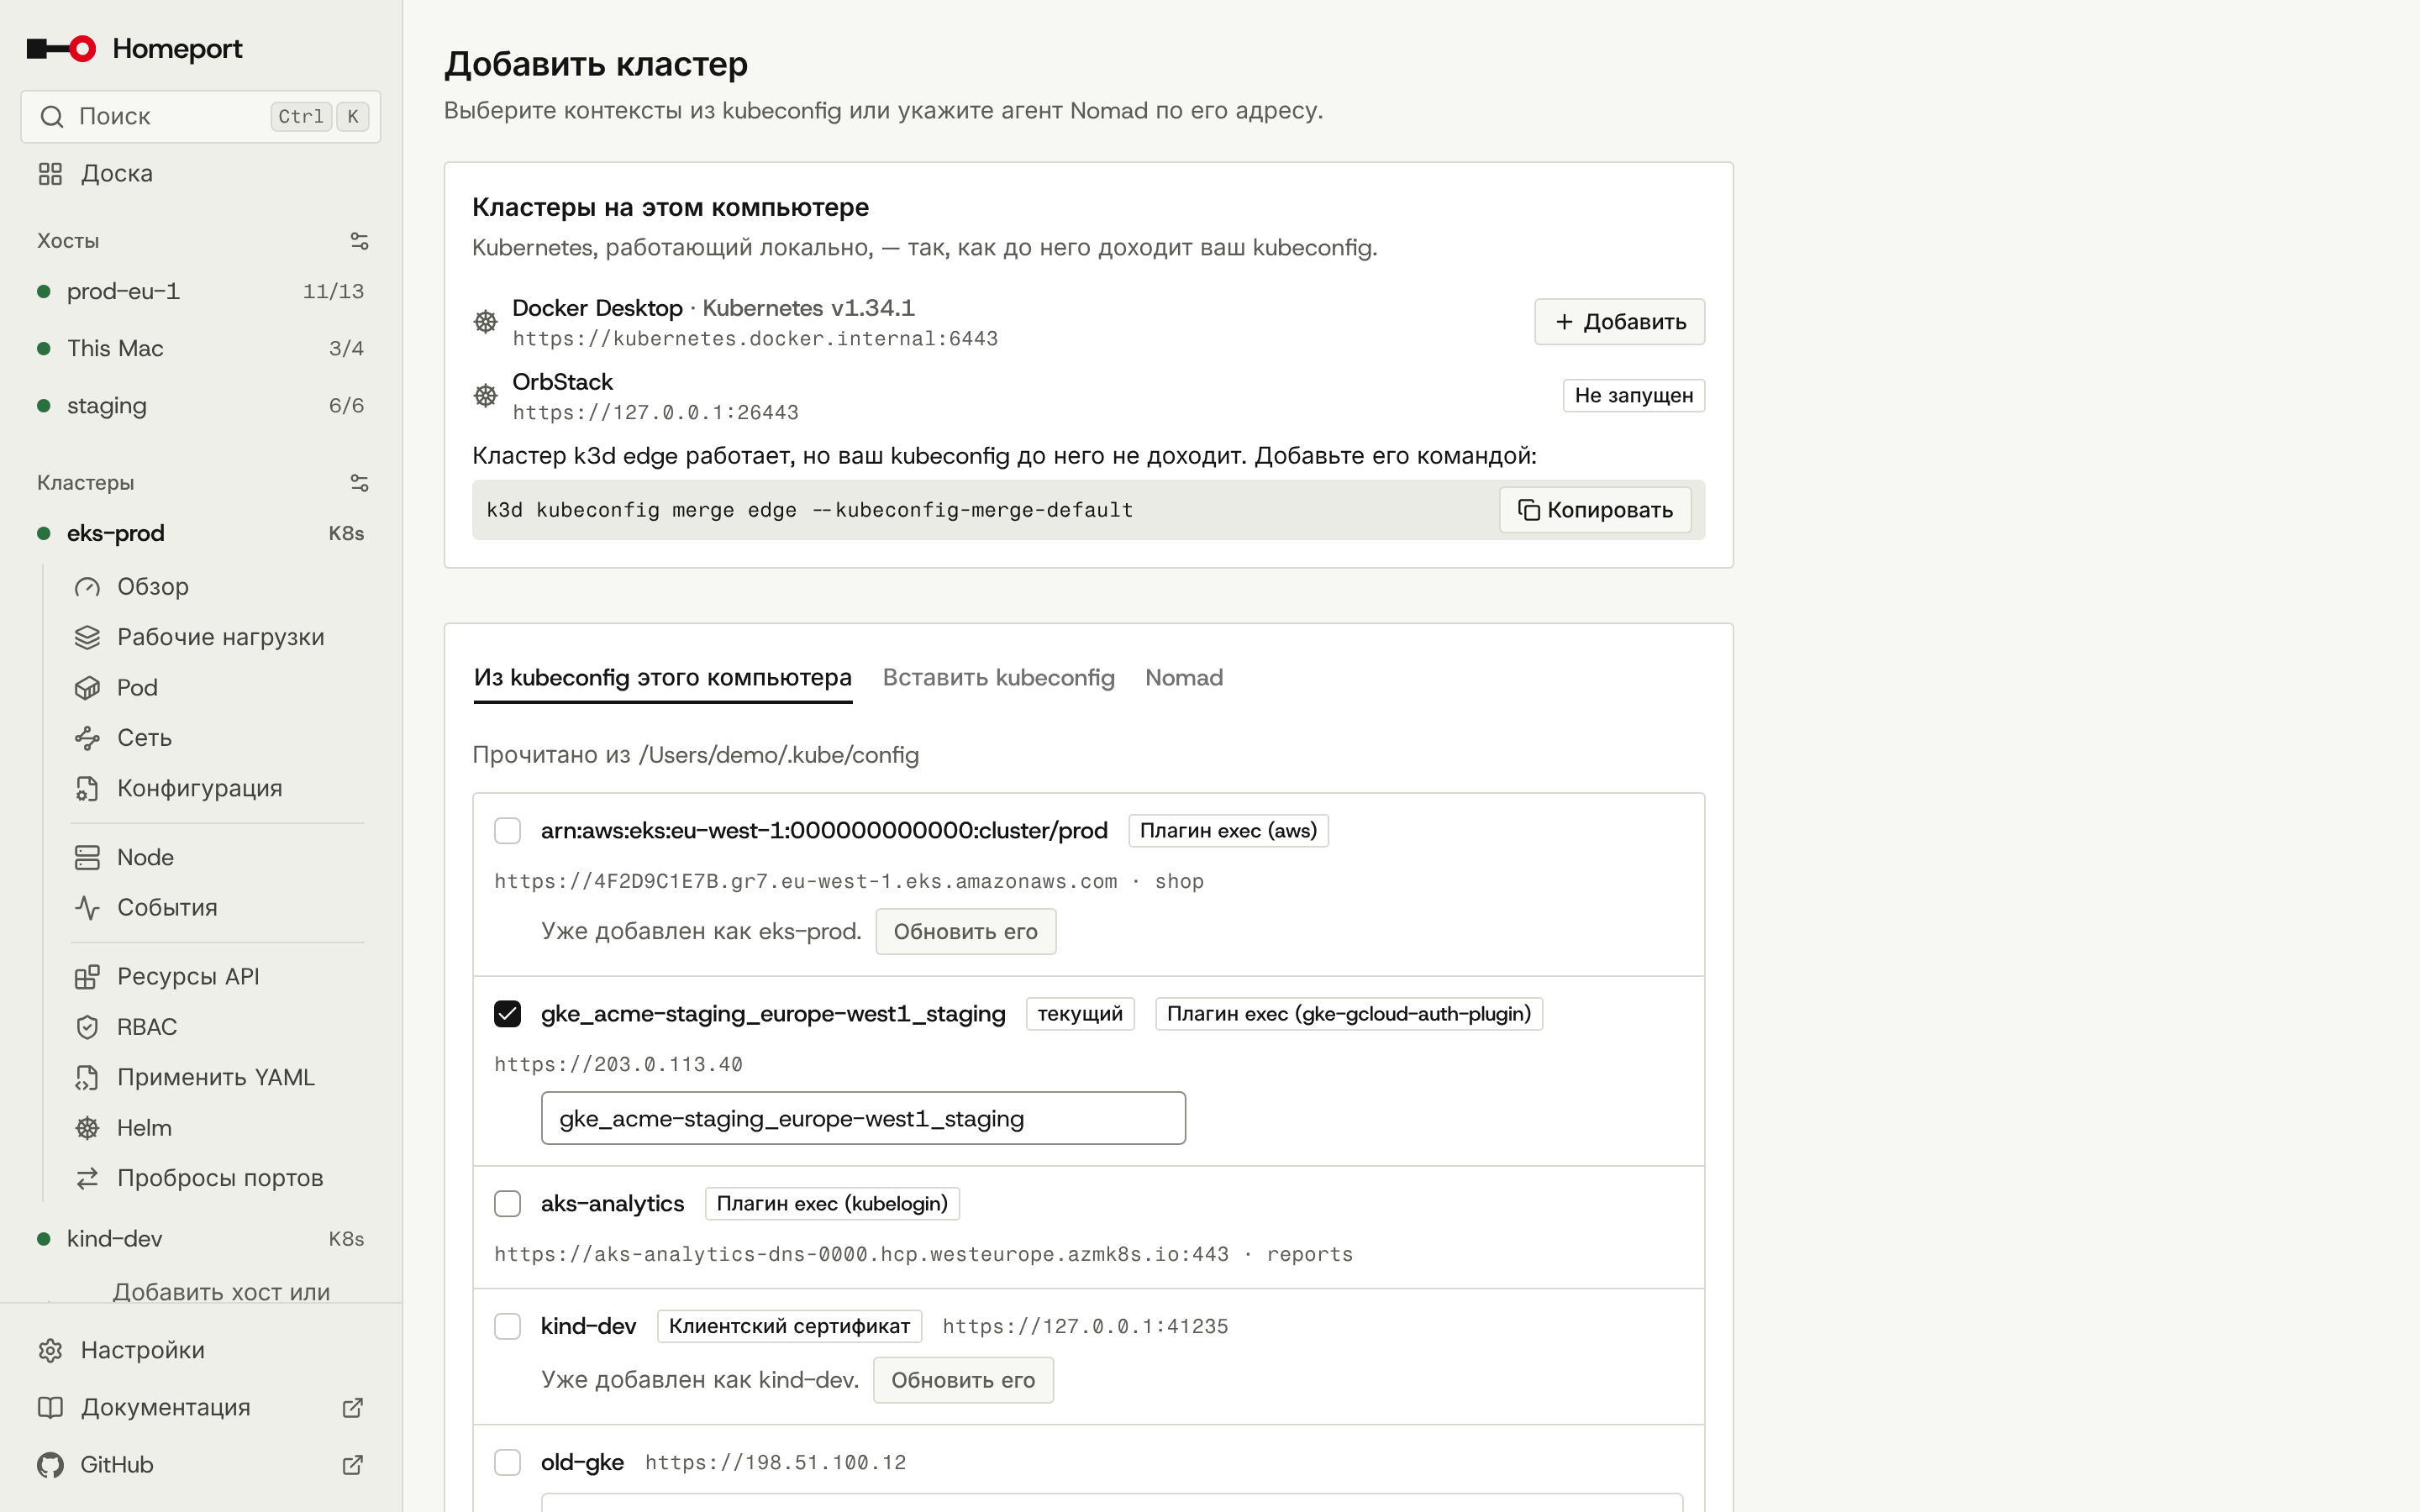 Homeport
Поиск
Ctrl K
Доска
Хосты
prod-eu-1 11/13
This Mac 3/4
staging 6/6
Кластеры
eks-prod K8s
Обзор
Рабочие нагрузки
Pod
Сеть
Конфигурация
Node
События
Ресурсы API
RBAC
Применить YAML
Helm
Пробросы портов
kind-dev K8s
Добавить хост или
Настройки
Документация
GitHub
Добавить кластер
Выберите контексты из kubeconfig или укажите агент Nomad по его адресу.
Кластеры на этом компьютере
Kubernetes, работающий локально, — так, как до него доходит ваш kubeconfig.
Docker Desktop · Kubernetes v1.34.1
https://kubernetes.docker.internal:6443
Добавить
OrbStack
https://127.0.0.1:26443
Не запущен
Кластер k3d edge работает, но ваш kubeconfig до него не доходит. Добавьте его командой:
k3d kubeconfig merge edge --kubeconfig-merge-default
Копировать
Из kubeconfig этого компьютера
Вставить kubeconfig
Nomad
Прочитано из /Users/demo/.kube/config
arn:aws:eks:eu-west-1:000000000000:cluster/prod Плагин exec (aws)
https://4F2D9C1E7B.gr7.eu-west-1.eks.amazonaws.com · shop
Уже добавлен как eks-prod. Обновить его
gke_acme-staging_europe-west1_staging текущий Плагин exec (gke-gcloud-auth-plugin)
https://203.0.113.40
gke_acme-staging_europe-west1_staging
aks-analytics Плагин exec (kubelogin)
https://aks-analytics-dns-0000.hcp.westeurope.azmk8s.io:443 · reports
kind-dev Клиентский сертификат https://127.0.0.1:41235
Уже добавлен как kind-dev. Обновить его
old-gke https://198.51.100.12